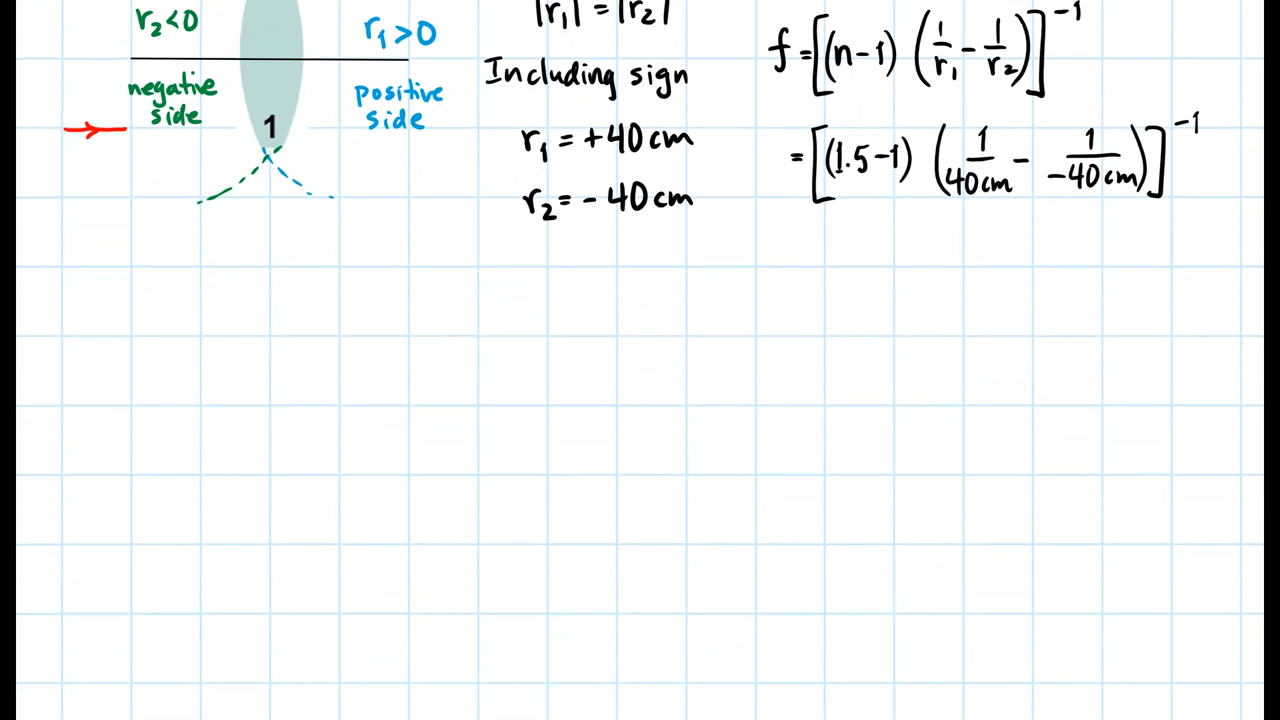 r₂<0
r₁>0
negative
side
positive
side
1
|r₁| = |r₂|
Including sign
r₁ = +40 cm
r₂ = - 40 cm
f = [(n-1) (1/r₁ - 1/r₂)]⁻¹
= [(1.5-1) (1/40cm - 1/-40cm)]⁻¹